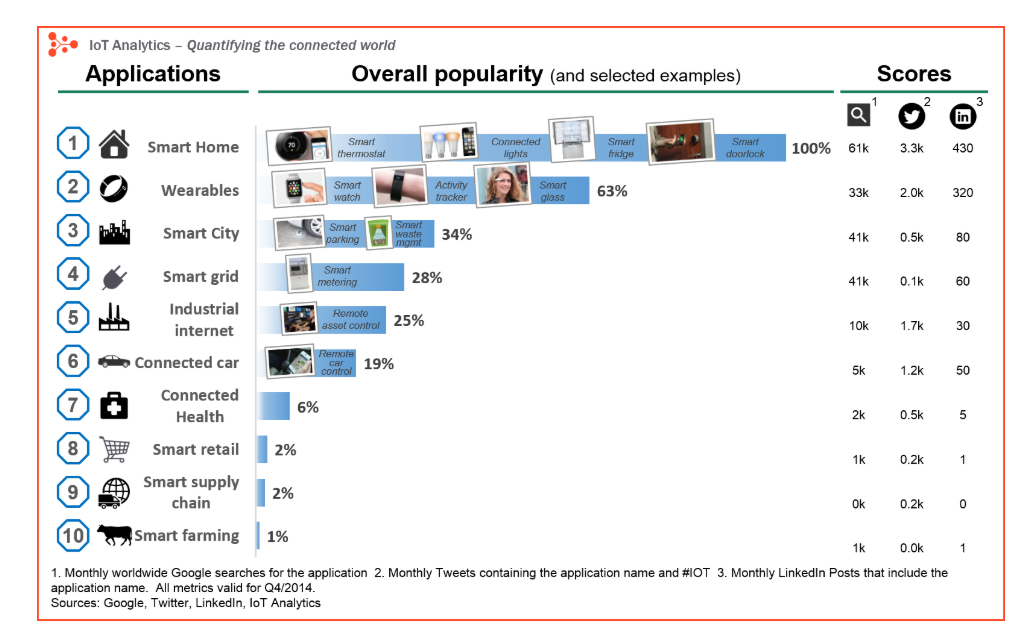 IoT Analytics – Quantifying the connected world
Applications
Overall popularity (and selected examples)
Scores
1
2
3
in
1
Smart Home
Smart
thermostat
Connected
lights
Smart
fridge
Smart
doorlock
100%
61k
3.3k
430
2
Wearables
Smart
watch
Activity
tracker
Smart
glass
63%
33k
2.0k
320
3
Smart City
Smart
parking
Smart
waste
mgmt
34%
41k
0.5k
80
4
Smart grid
Smart
metering
28%
41k
0.1k
60
5
Industrial
internet
Remote
asset control
25%
10k
1.7k
30
6
Connected car
Remote
car
control
19%
5k
1.2k
50
7
Connected
Health
6%
2k
0.5k
5
8
Smart retail
2%
1k
0.2k
1
9
Smart supply
chain
2%
0k
0.2k
0
10
Smart farming
1%
1k
0.0k
1
1. Monthly worldwide Google searches for the application 2. Monthly Tweets containing the application name and #IOT 3. Monthly LinkedIn Posts that include the
application name. All metrics valid for Q4/2014.
Sources: Google, Twitter, LinkedIn, IoT Analytics